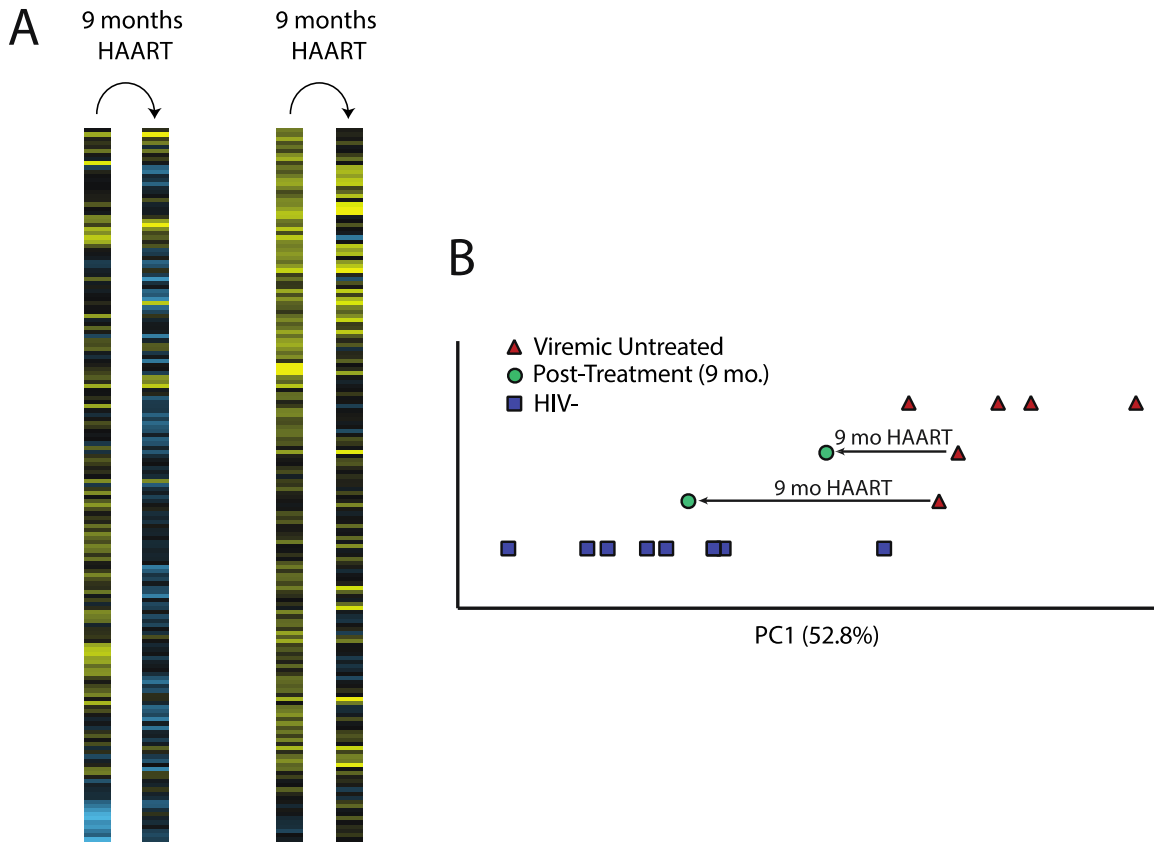 A
9 months
HAART
9 months
HAART
B
Viremic Untreated
Post-Treatment (9 mo.)
HIV-
9 mo HAART
9 mo HAART
PC1 (52.8%)